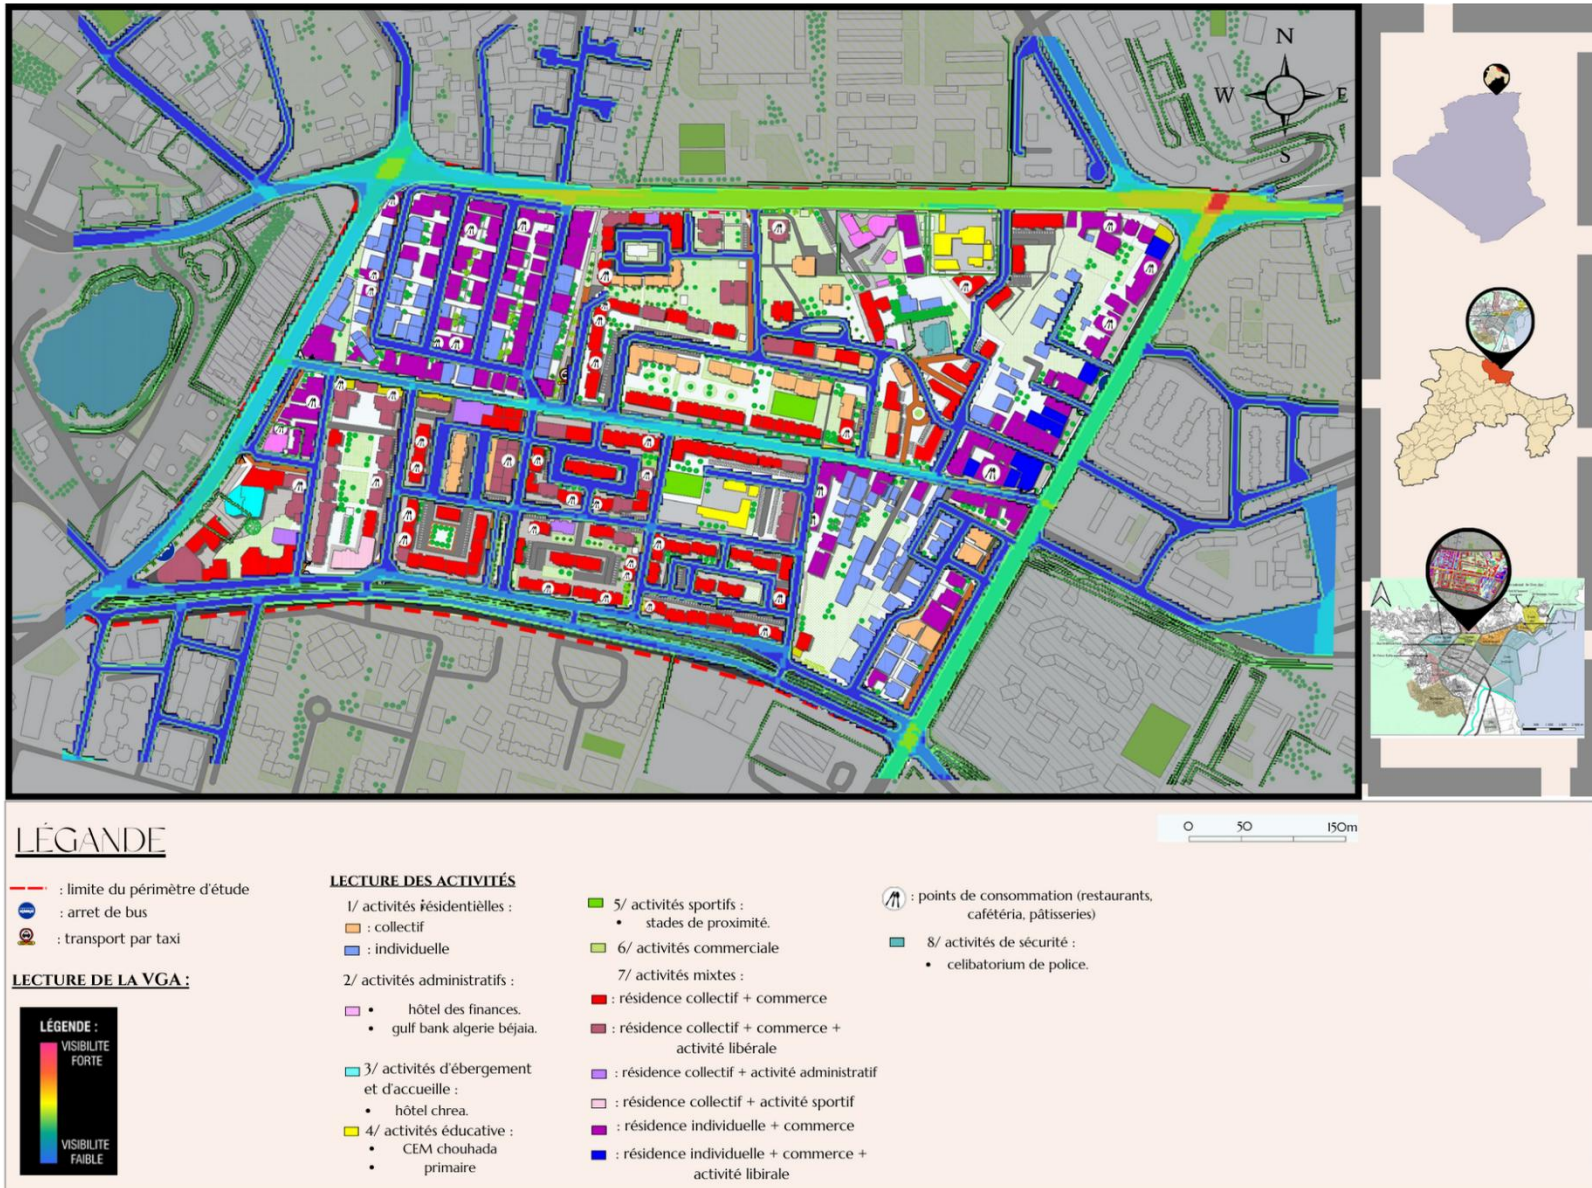 N
W
E
S
0 50 150m
LÉGANDE
: limite du périmètre d'étude
: arret de bus
: transport par taxi
LECTURE DE LA VGA :
LÉGENDE :
VISIBILITE
FORTE
VISIBILITE
FAIBLE
LECTURE DES ACTIVITÉS
1/ activités résidentièlles :
: collectif
: individuelle
2/ activités administratifs :
• hôtel des finances.
• gulf bank algerie béjaia.
3/ activités d'ébergement
et d'accueille :
• hôtel chrea.
4/ activités éducative :
• CEM chouhada
• primaire
5/ activités sportifs :
• stades de proximité.
6/ activités commerciale
7/ activités mixtes :
: résidence collectif + commerce
: résidence collectif + commerce +
activité libérale
: résidence collectif + activité administratif
: résidence collectif + activité sportif
: résidence individuelle + commerce
: résidence individuelle + commerce +
activité libirale
: points de consommation (restaurants,
cafétéria, pâtisseries)
8/ activités de sécurité :
• celibatorium de police.